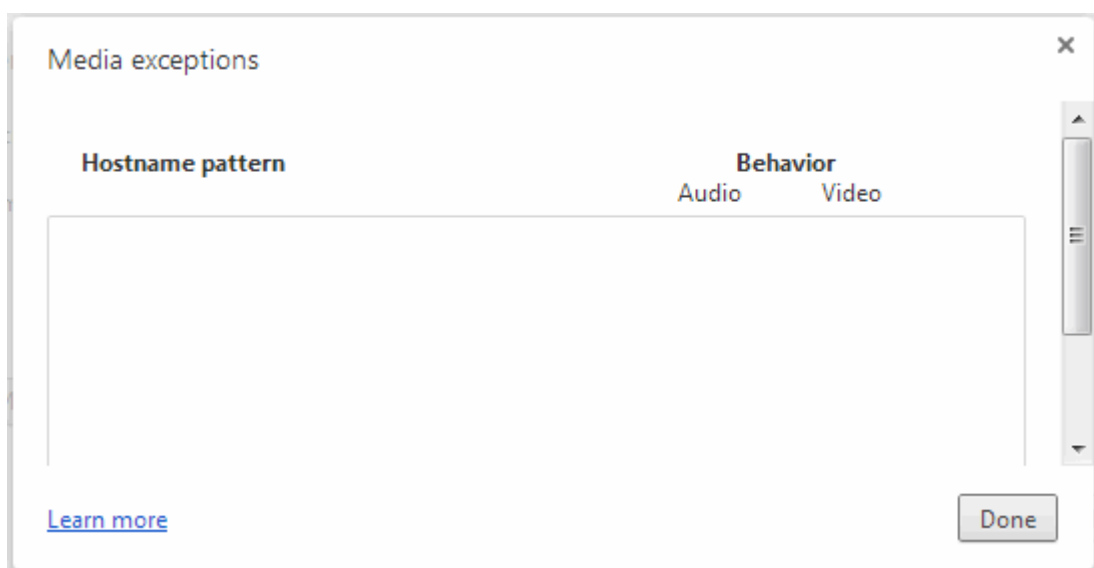 Media exceptions
Hostname pattern Behavior
Audio Video
Learn more Done